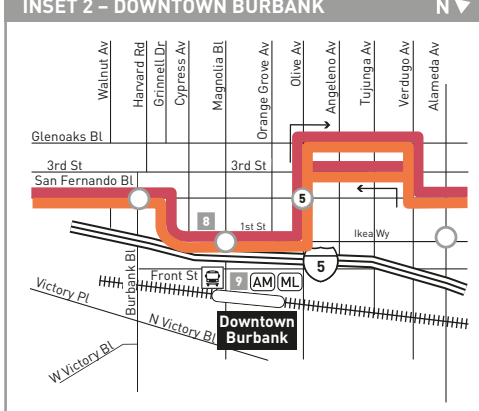 INSET 2 – DOWNTOWN BURBANK
N
Walnut Av
Harvard Rd
Grinnell Dr
Cypress Av
Magnolia Bl
Orange Grove Av
Olive Av
Angeleno Av
Tujunga Av
Verdugo Av
Alameda Av
Glenoaks Bl
3rd St
3rd St
San Fernando Bl
5
8
1st St
Ikea Wy
5
Front St
9
AM
ML
Burbank Bl
Victory Pl
N Victory Bl
Downtown
Burbank
W Victory Bl